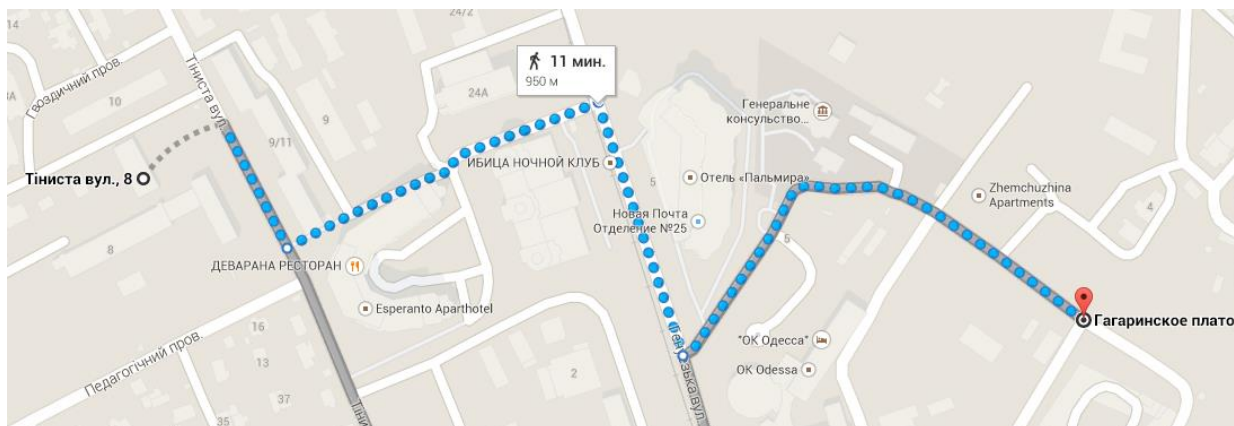 14
24/2
Гвоздичний пров.
Тіниста вул.
11 мин.
950 м
10
24А
9
9/11
Генеральне
консульство...
ИБИЦА НОЧНОЙ КЛУБ
Тіниста вул., 8
5
Отель «Пальмира»
Zhemchuzhina
Apartments
4
Новая Почта
Отделение №25
8
5
ДЕВАРАНА РЕСТОРАН
Esperanto Aparthotel
Гагаринское плато
16
"ОК Одесса"
13
OK Odessa
Педагогічний пров.
2
37
35